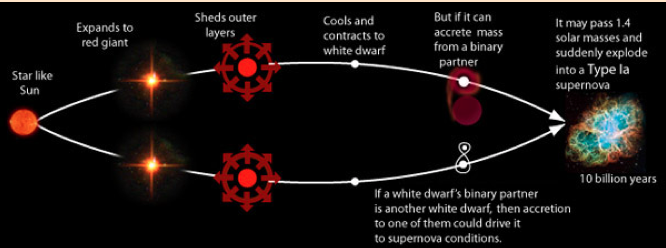 Star like
Sun
Expands to
red giant
Sheds outer
layers
Cools and
contracts to
white dwarf
But if it can
accrete mass
from a binary
partner
It may pass 1.4
solar masses and
suddenly explode
into a Type Ia
supernova
10 billion years
If a white dwarf's binary partner
is another white dwarf, then accretion
to one of them could drive it
to supernova conditions.